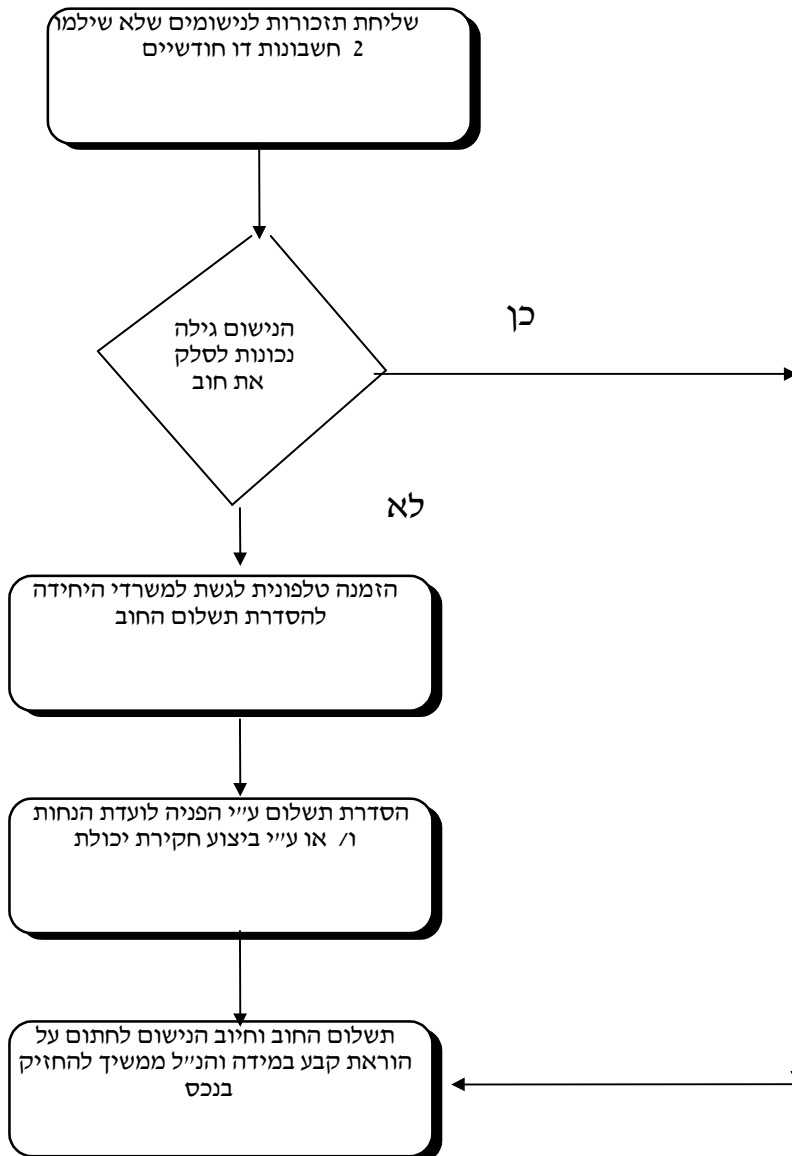 שליחת תזכורות לנישומים שלא שילמו
2 חשבונות דו חודשיים
הנישום גילה
נכונות לסלק
את חוב
כן
לא
הזמנה טלפונית לגשת למשרדי היחידה
להסדרת תשלום החוב
הסדרת תשלום ע״י הפניה לועדת הנחות
ו/ או ע״י ביצוע חקירת יכולת
תשלום החוב וחיוב הנישום לחתום על
הוראת קבע במידה והנ״ל ממשיך להחזיק
בנכס